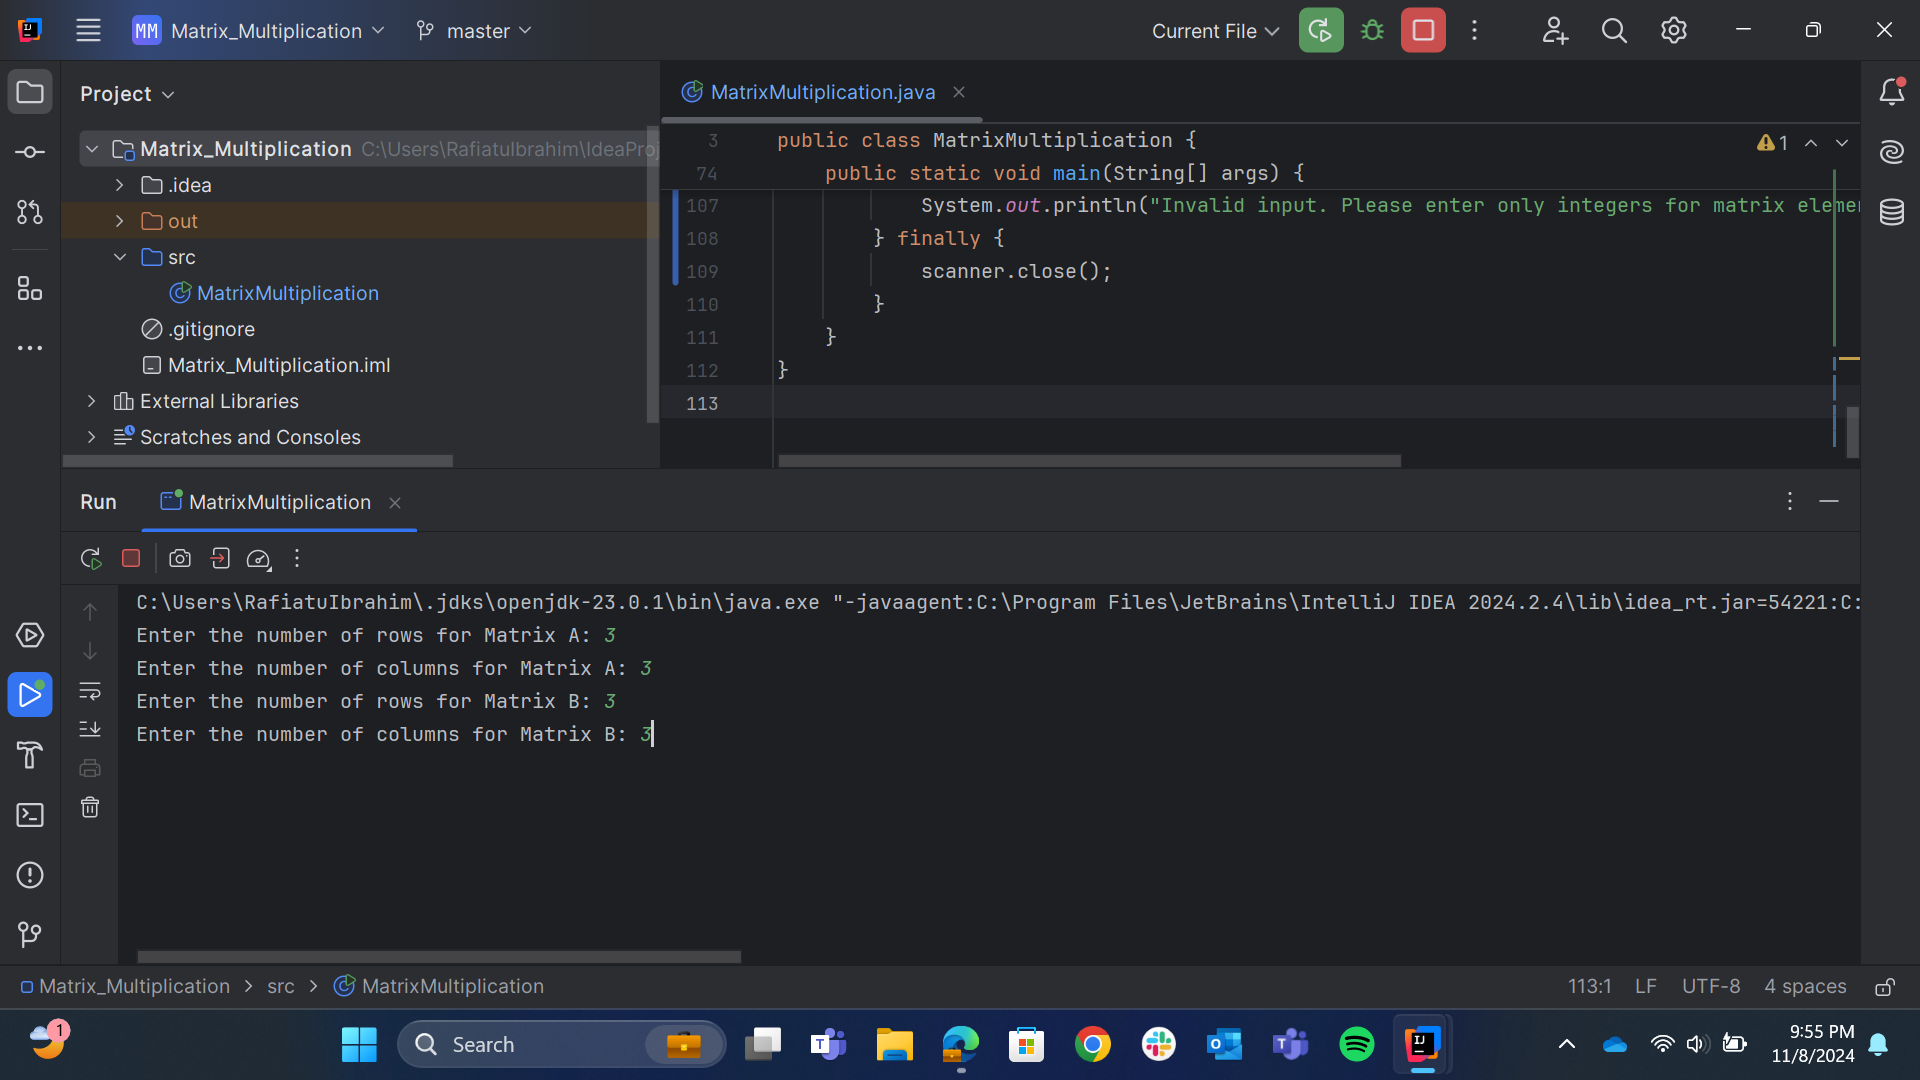 MM Matrix_Multiplication
master
Current File
Project
MatrixMultiplication.java
Matrix_Multiplication C:\Users\RafiatuIbrahim\IdeaProj
.idea
out
src
MatrixMultiplication
.gitignore
Matrix_Multiplication.iml
External Libraries
Scratches and Consoles
3 public class MatrixMultiplication {
1
74 public static void main(String[] args) {
107 System.out.println("Invalid input. Please enter only integers for matrix elemen
108 } finally {
109 scanner.close();
110 }
111 }
112 }
113
Run MatrixMultiplication
C:\Users\RafiatuIbrahim\.jdks\openjdk-23.0.1\bin\java.exe "-javaagent:C:\Program Files\JetBrains\IntelliJ IDEA 2024.2.4\lib\idea_rt.jar=54221:C:
Enter the number of rows for Matrix A: 3
Enter the number of columns for Matrix A: 3
Enter the number of rows for Matrix B: 3
Enter the number of columns for Matrix B: 3
Matrix_Multiplication > src > MatrixMultiplication
113:1 LF UTF-8 4 spaces
1
Search
9:55 PM
11/8/2024